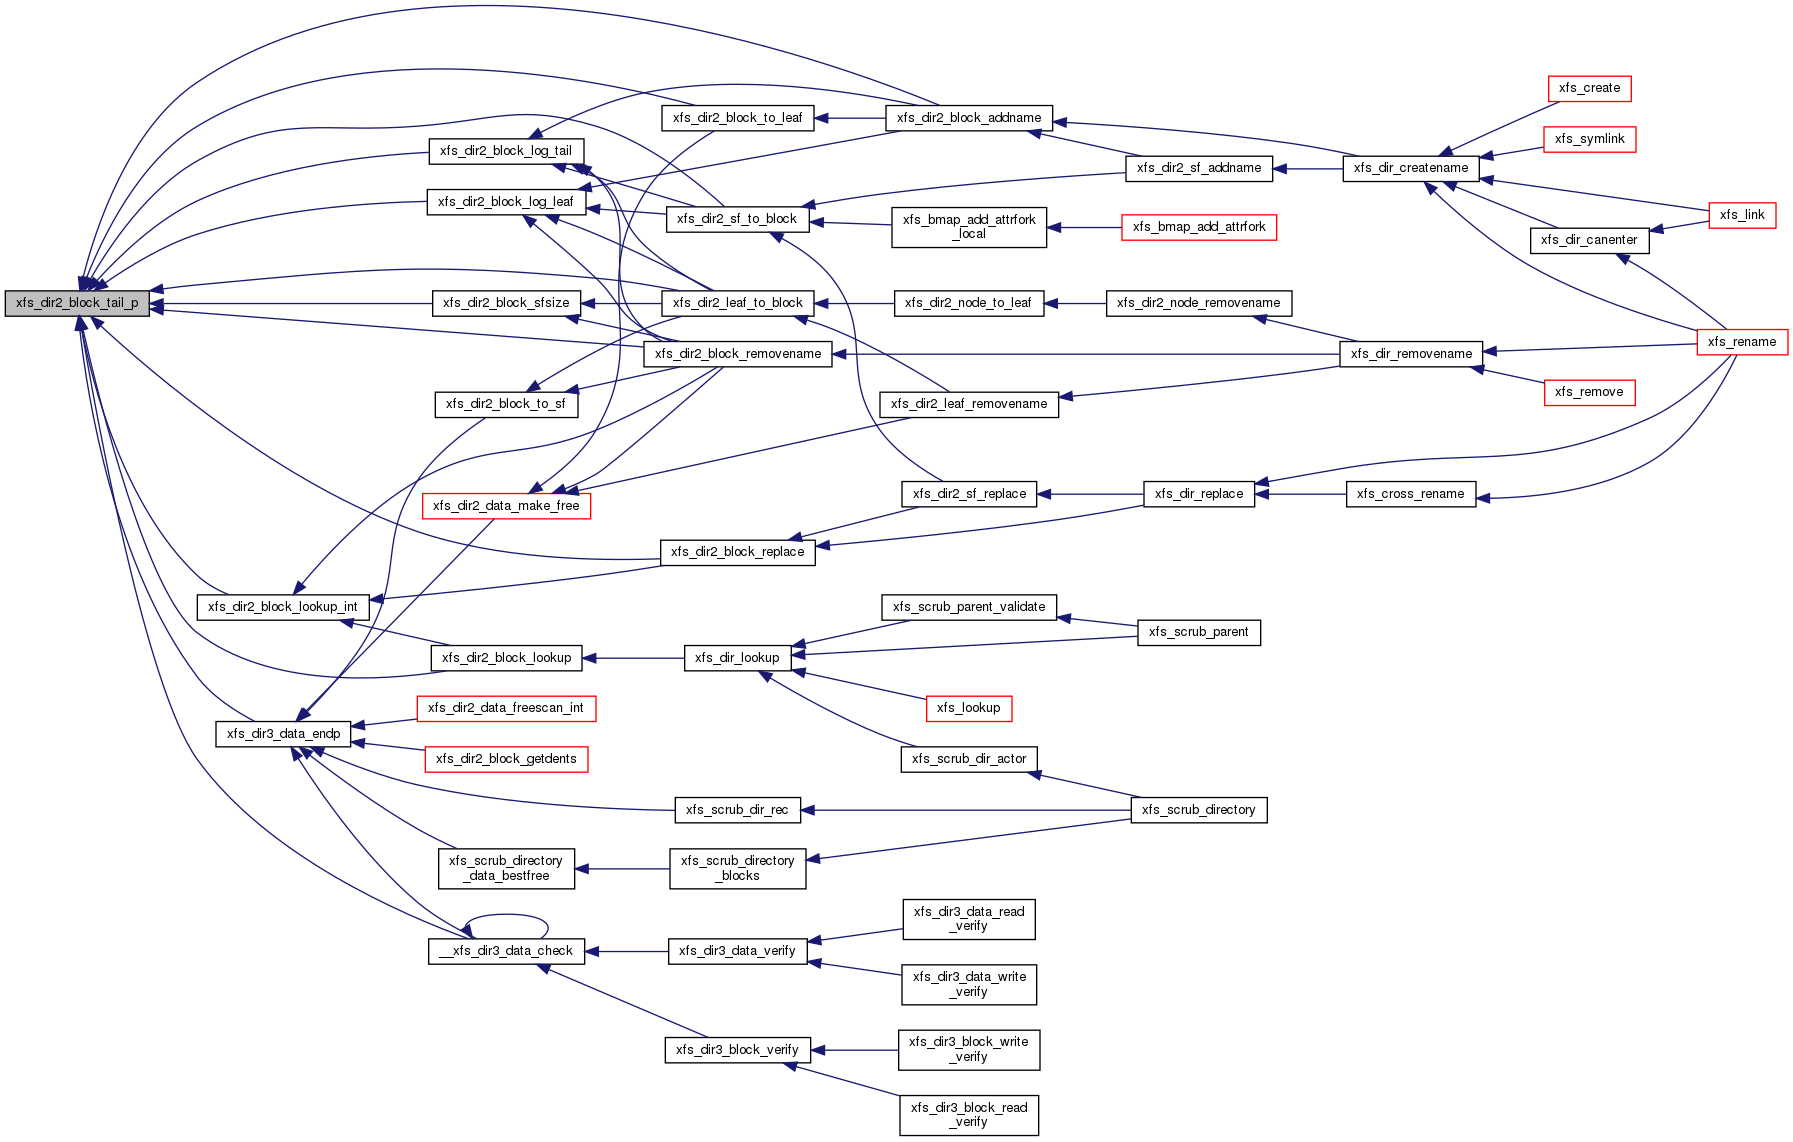 xfs_create
xfs_dir2_block_to_leaf
xfs_dir2_block_addname
xfs_symlink
xfs_dir2_block_log_tail
xfs_dir2_sf_addname
xfs_dir_createname
xfs_dir2_block_log_leaf
xfs_dir2_sf_to_block
xfs_bmap_add_attrfork
_local
xfs_bmap_add_attrfork
xfs_link
xfs_dir_canenter
xfs_dir2_block_tail_p
xfs_dir2_block_sfsize
xfs_dir2_leaf_to_block
xfs_dir2_node_to_leaf
xfs_dir2_node_removename
xfs_rename
xfs_dir2_block_removename
xfs_dir_removename
xfs_remove
xfs_dir2_block_to_sf
xfs_dir2_leaf_removename
xfs_dir2_data_make_free
xfs_dir2_sf_replace
xfs_dir_replace
xfs_cross_rename
xfs_dir2_block_replace
xfs_dir2_block_lookup_int
xfs_scrub_parent_validate
xfs_scrub_parent
xfs_dir2_block_lookup
xfs_dir_lookup
xfs_dir2_data_freescan_int
xfs_lookup
xfs_dir3_data_endp
xfs_dir2_block_getdents
xfs_scrub_dir_actor
xfs_scrub_dir_rec
xfs_scrub_directory
xfs_scrub_directory
_data_bestfree
xfs_scrub_directory
_blocks
xfs_dir3_data_read
_verify
__xfs_dir3_data_check
xfs_dir3_data_verify
xfs_dir3_data_write
_verify
xfs_dir3_block_verify
xfs_dir3_block_write
_verify
xfs_dir3_block_read
_verify